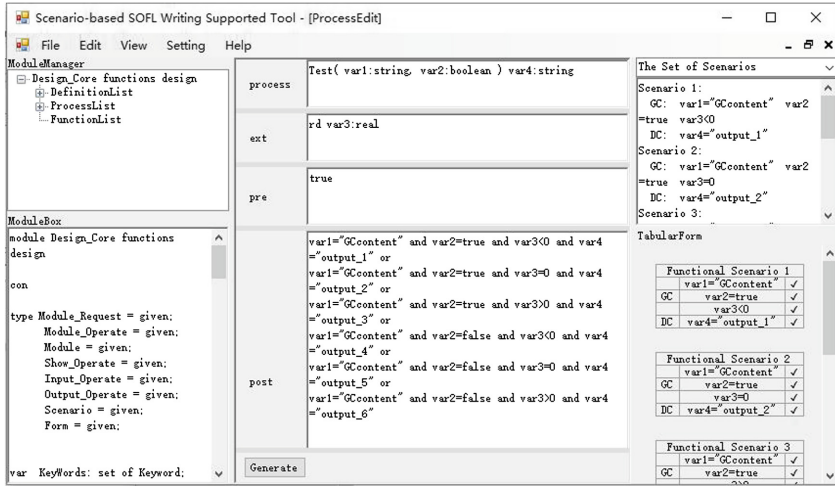 Scenario-based SOFL Writing Supported Tool - [ProcessEdit]
File Edit View Setting Help
ModuleManager
Design_Core functions design
DefinitionList
ProcessList
FunctionList
ModuleBox
module Design_Core functions
design
con
type Module_Request = given;
Module_Operate = given;
Module = given;
Show_Operate = given;
Input_Operate = given;
Output_Operate = given;
Scenario = given;
Form = given;
var KeyWords: set of Keyword;
process
Test( var1:string, var2:boolean ) var4:string
ext
rd var3:real
pre
true
post
var1="GCcontent" and var2=true and var3<0 and var4
="output_1" or
var1="GCcontent" and var2=true and var3=0 and var4
="output_2" or
var1="GCcontent" and var2=true and var3>0 and var4
="output_3" or
var1="GCcontent" and var2=false and var3<0 and var4
="output_4" or
var1="GCcontent" and var2=false and var3=0 and var4
="output_5" or
var1="GCcontent" and var2=false and var3>0 and var4
="output_6"
Generate
The Set of Scenarios
Scenario 1:
GC: var1="GCcontent" var2
=true var3<0
DC: var4="output_1"
Scenario 2:
GC: var1="GCcontent" var2
=true var3=0
DC: var4="output_2"
Scenario 3:
TabularForm
Functional Scenario 1
var1="GCcontent" ✓
GC var2=true ✓
var3<0 ✓
DC var4="output_1" ✓
Functional Scenario 2
var1="GCcontent" ✓
GC var2=true ✓
var3=0 ✓
DC var4="output_2" ✓
Functional Scenario 3
var1="GCcontent" ✓
GC var2=true ✓